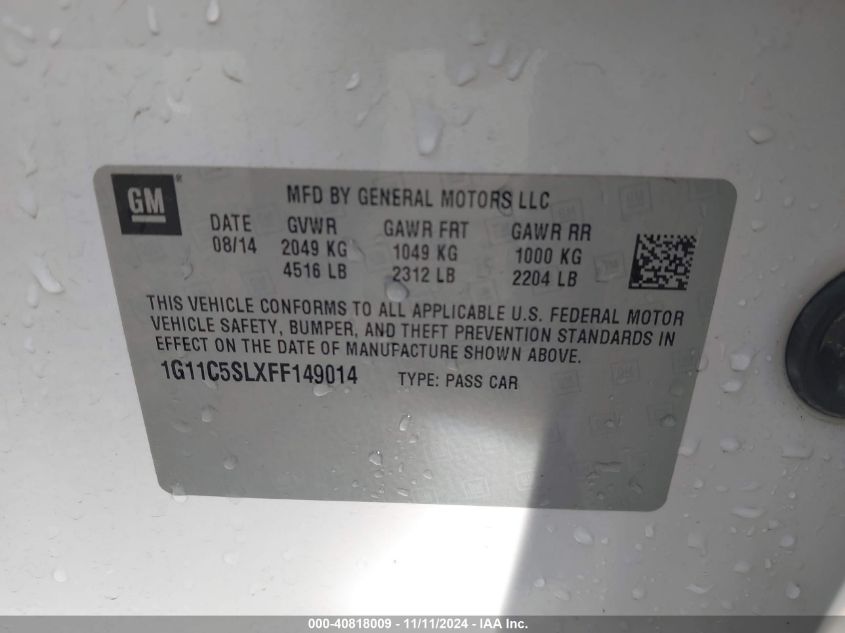 GM®
MFD BY GENERAL MOTORS LLC
DATE GVWR GAWR FRT GAWR RR
08/14 2049 KG 1049 KG 1000 KG
4516 LB 2312 LB 2204 LB
THIS VEHICLE CONFORMS TO ALL APPLICABLE U.S. FEDERAL MOTOR
VEHICLE SAFETY, BUMPER, AND THEFT PREVENTION STANDARDS IN
EFFECT ON THE DATE OF MANUFACTURE SHOWN ABOVE.
1G11C5SLXFF149014 TYPE: PASS CAR
000-40818009 - 11/11/2024 - IAA Inc.